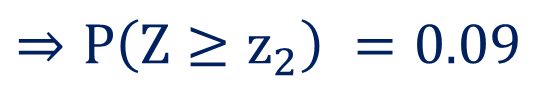 ⇒ P(Z ≥ z₂) = 0.09